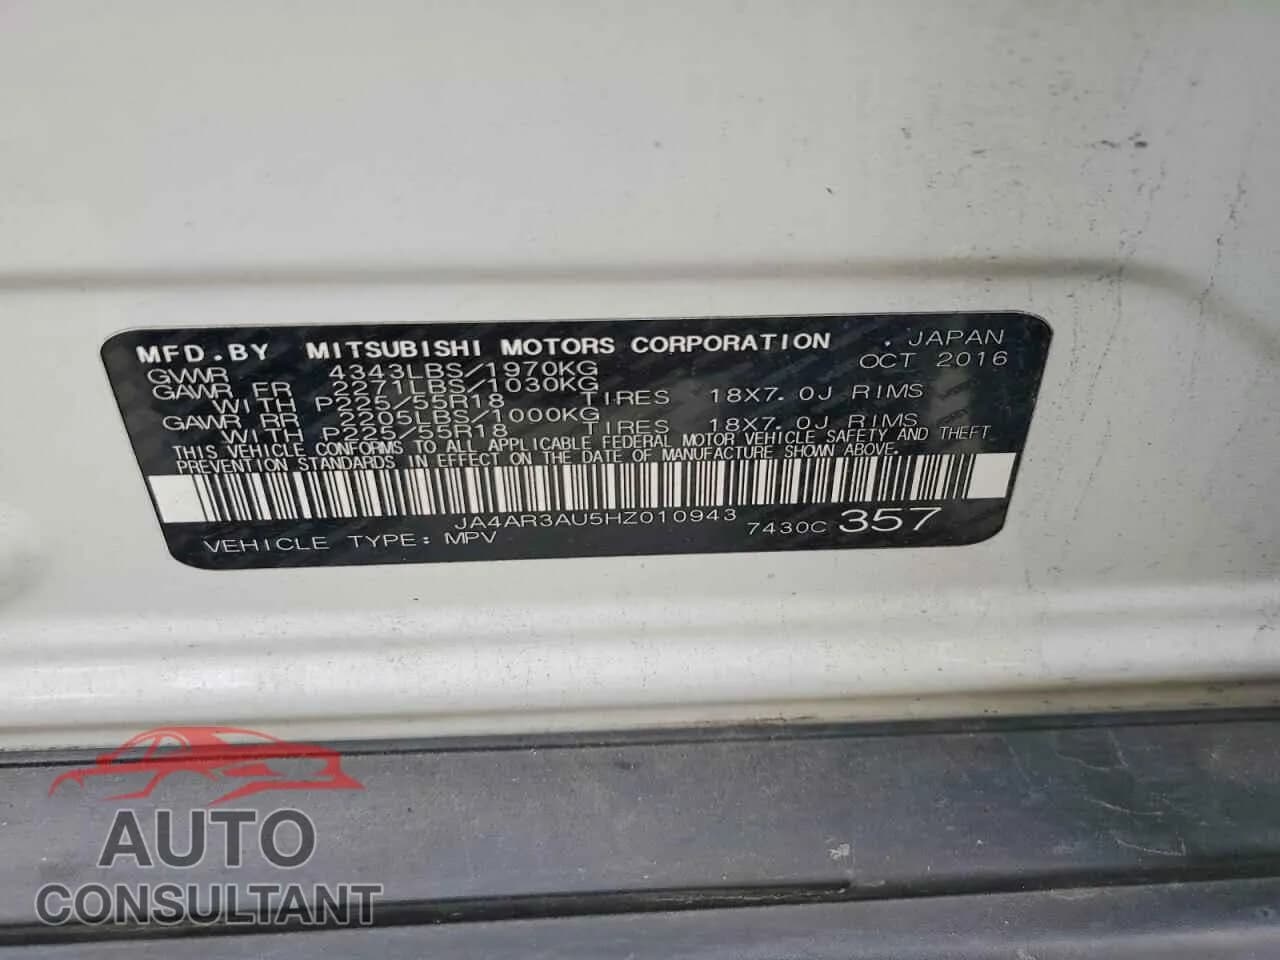 MFD. BY MITSUBISHI MOTORS CORPORATION . JAPAN
OCT 2016
GVWR 4343LBS/1970KG
GAWR FR 2271LBS/1030KG
WITH P225/55R18 TIRES 18X7.0J RIMS
GAWR RR 2205LBS/1000KG
WITH P225/55R18 TIRES 18X7.0J RIMS
THIS VEHICLE CONFORMS TO ALL APPLICABLE FEDERAL MOTOR VEHICLE SAFETY AND THEFT
PREVENTION STANDARDS IN EFFECT ON THE DATE OF MANUFACTURE SHOWN ABOVE.
JA4AR3AU5HZ010943
VEHICLE TYPE: MPV 7430C 357
AUTO
CONSULTANT